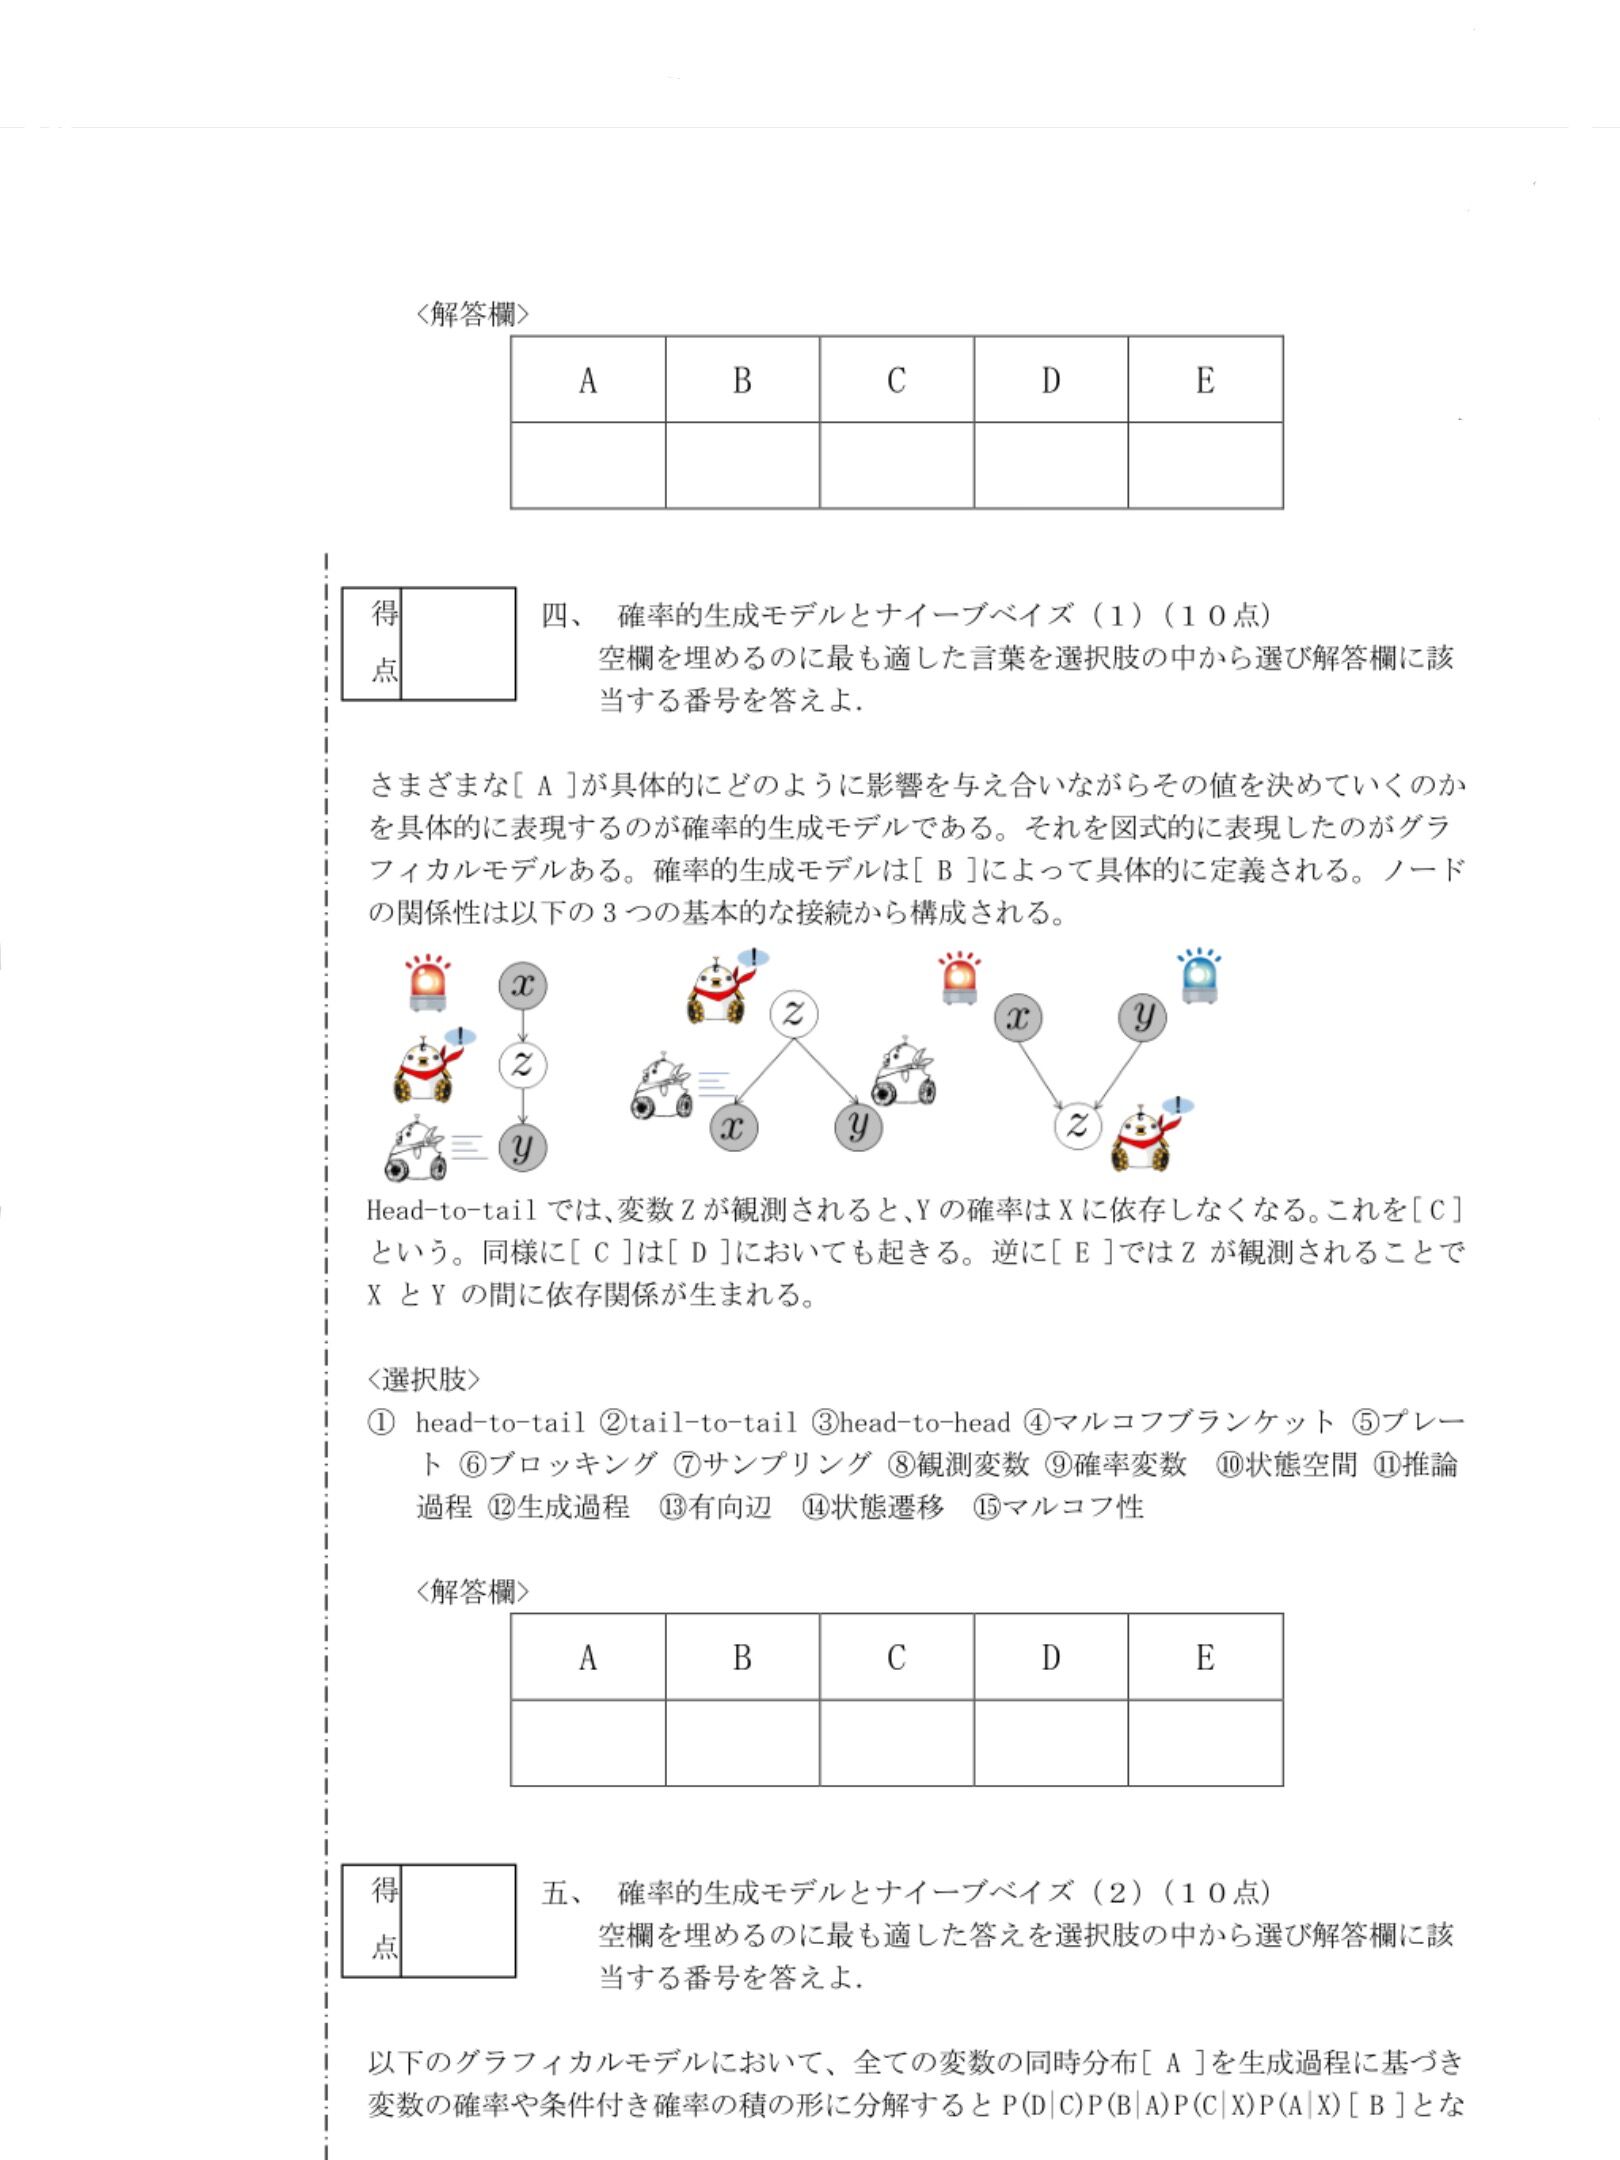 <解答欄>
A B C D E
得
点
四、 確率的生成モデルとナイーブベイズ(1)(10点)
空欄を埋めるのに最も適した言葉を選択肢の中から選び解答欄に該
当する番号を答えよ.
さまざまな[ A ]が具体的にどのように影響を与え合いながらその値を決めていくのか
を具体的に表現するのが確率的生成モデルである。それを図式的に表現したのがグラ
フィカルモデルある。確率的生成モデルは[ B ]によって具体的に定義される。ノード
の関係性は以下の3つの基本的な接続から構成される。
x
z
y
z
x y
x y
z
Head-to-tail では、変数 Z が観測されると、Y の確率は X に依存しなくなる。これを[ C ]
という。同様に[ C ]は[ D ]においても起きる。逆に[ E ]では Z が観測されることで
X と Y の間に依存関係が生まれる。
<選択肢>
① head-to-tail ②tail-to-tail ③head-to-head ④マルコフブランケット ⑤プレー
ト ⑥ブロッキング ⑦サンプリング ⑧観測変数 ⑨確率変数 ⑩状態空間 ⑪推論
過程 ⑫生成過程 ⑬有向辺 ⑭状態遷移 ⑮マルコフ性
<解答欄>
A B C D E
得
点
五、 確率的生成モデルとナイーブベイズ(2)(10点)
空欄を埋めるのに最も適した答えを選択肢の中から選び解答欄に該
当する番号を答えよ.
以下のグラフィカルモデルにおいて、全ての変数の同時分布[ A ]を生成過程に基づき
変数の確率や条件付き確率の積の形に分解すると P(D|C)P(B|A)P(C|X)P(A|X)[ B ]とな